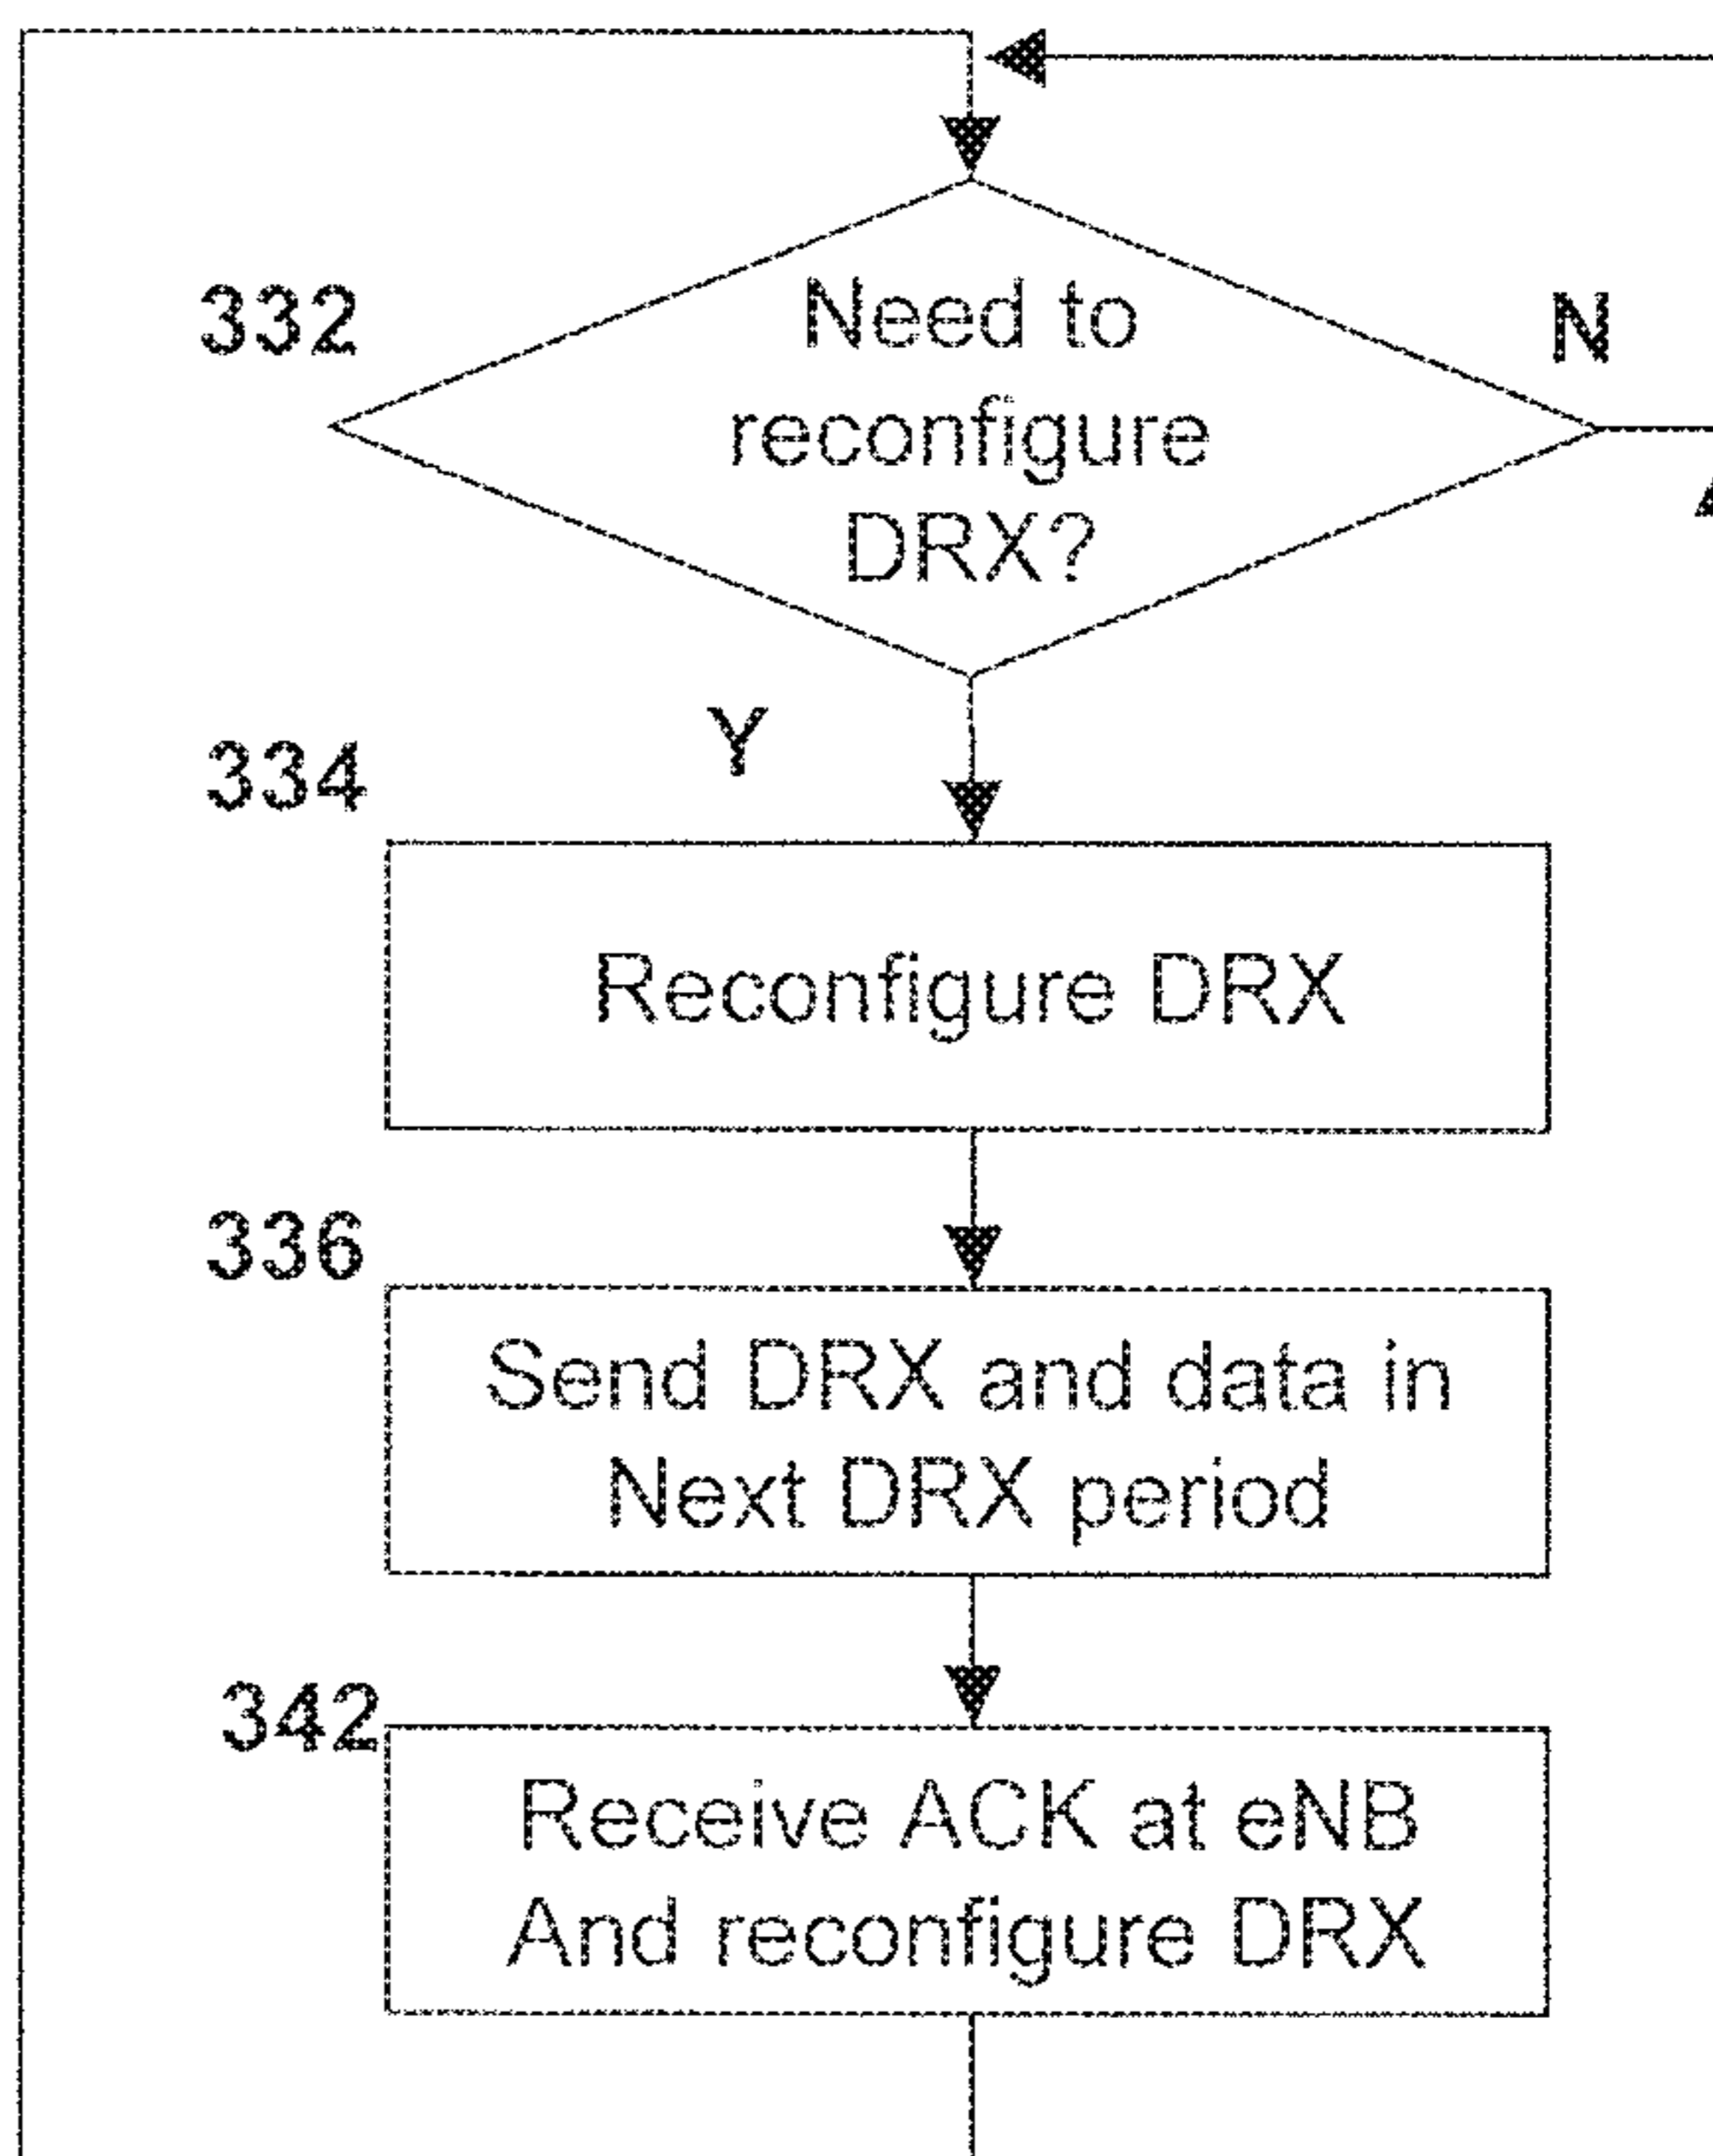 332
Need to
N
reconfigure
DRX?
Y
334
Reconfigure DRX
336
Send DRX and data in
Next DRX period
342
Receive ACK at eNB
And reconfigure DRX